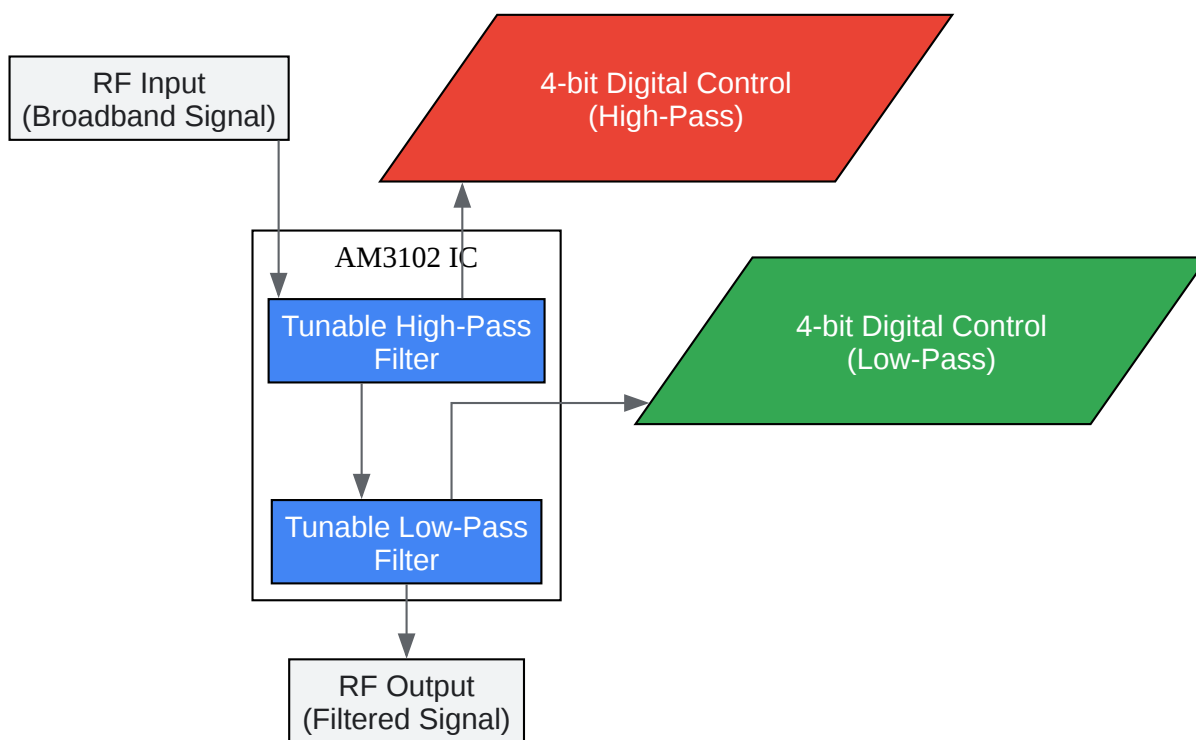 RF Input
(Broadband Signal)
4-bit Digital Control
(High-Pass)
AM3102 IC
Tunable High-Pass
Filter
4-bit Digital Control
(Low-Pass)
Tunable Low-Pass
Filter
RF Output
(Filtered Signal)